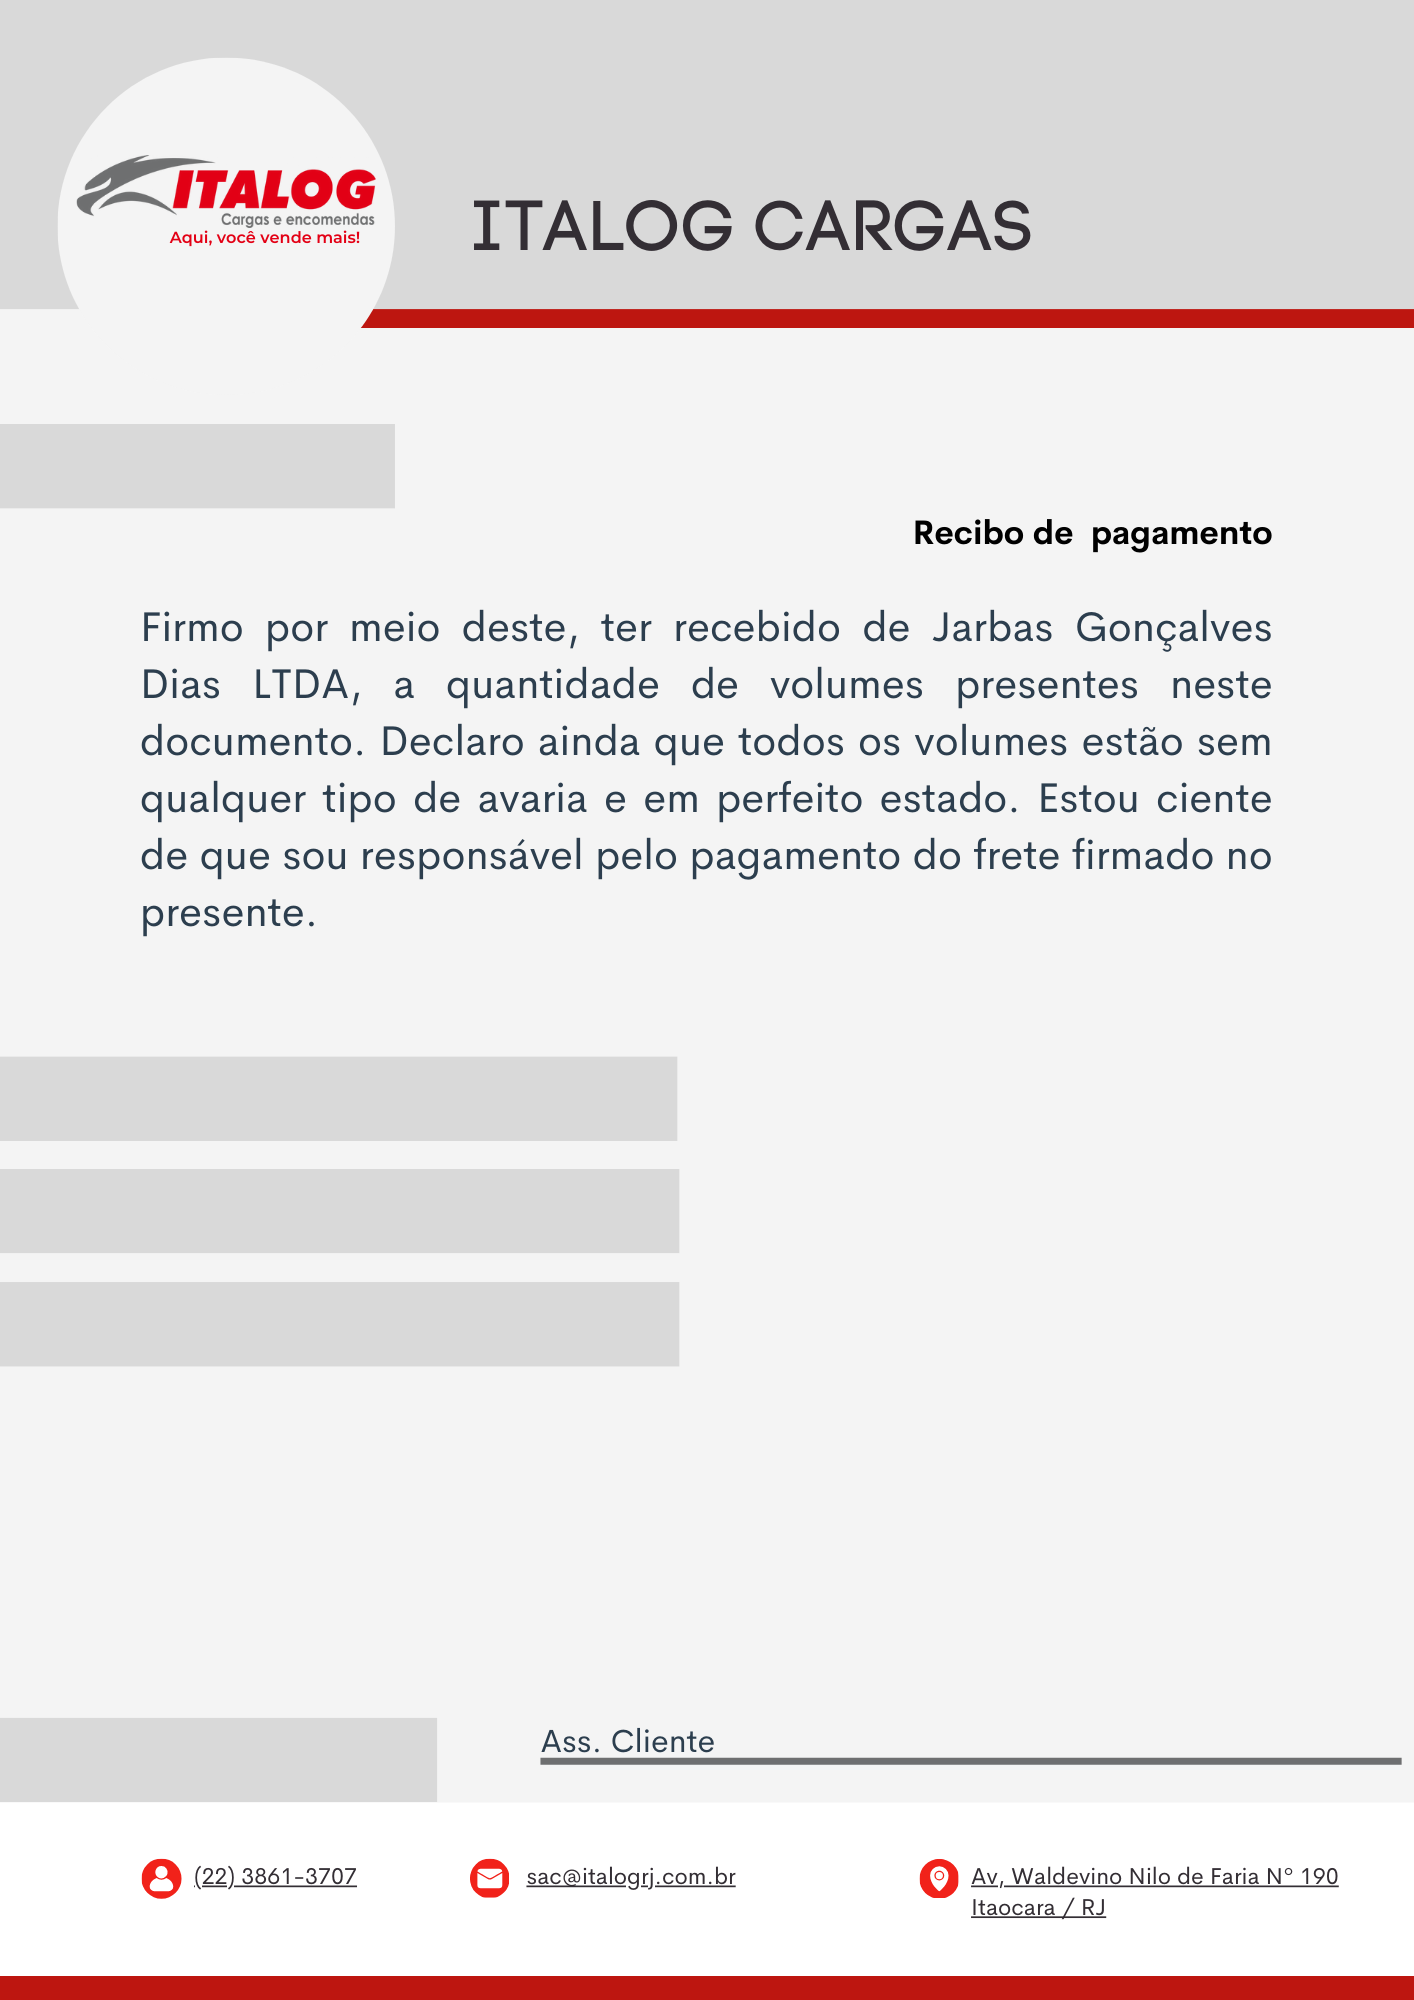 ITALOG
Cargas e encomendas
Aqui, você vende mais!
ITALOG CARGAS
Recibo de  pagamento
Firmo por meio deste, ter recebido de Jarbas Gonçalves
Dias LTDA, a quantidade de volumes presentes neste
documento. Declaro ainda que todos os volumes estão sem
qualquer tipo de avaria e em perfeito estado. Estou ciente
de que sou responsável pelo pagamento do frete firmado no
presente.
Ass. Cliente
(22) 3861-3707
sac@italogrj.com.br
Av, Waldevino Nilo de Faria Nº 190
Itaocara / RJ